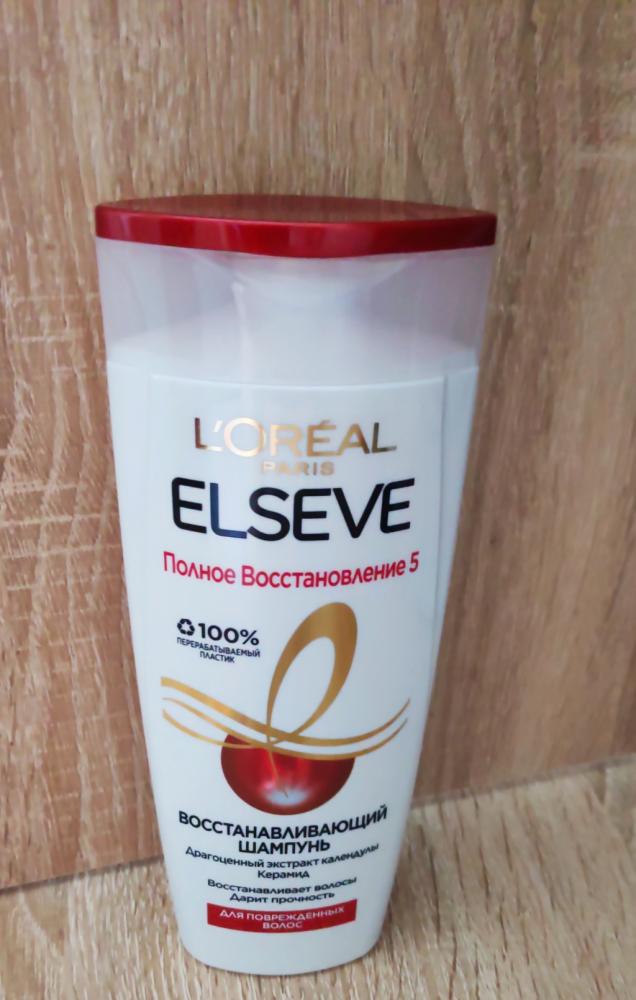 L'ORÉAL
PARIS
ELSEVE
Полное Восстановление 5
100%
ПЕРЕРАБАТЫВАЕМЫЙ
ПЛАСТИК
ВОССТАНАВЛИВАЮЩИЙ
ШАМПУНЬ
Драгоценный экстракт календулы
Керамид
Восстанавливает волосы
Дарит прочность
ДЛЯ ПОВРЕЖДЕННЫХ
ВОЛОС